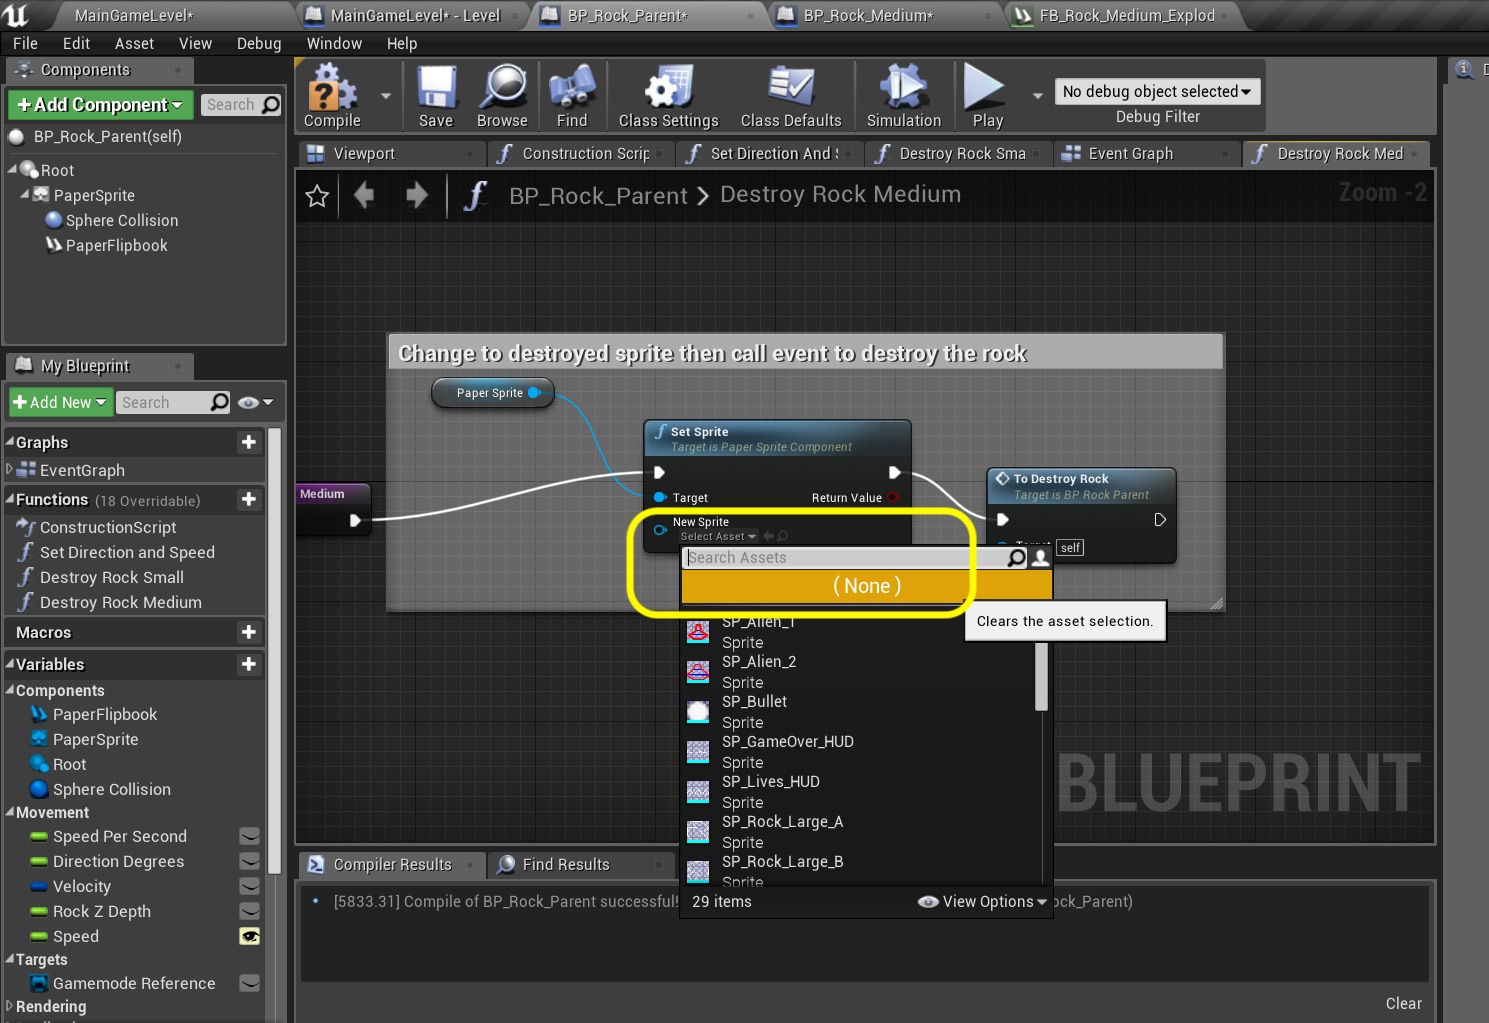 MainGameLevel*
MainGameLevel* - Level
BP_Rock_Parent*
BP_Rock_Medium*
FB_Rock_Medium_Explod
File
Edit
Asset
View
Debug
Window
Help
Components
+Add Component
Search
BP_Rock_Parent(self)
Root
PaperSprite
Sphere Collision
PaperFlipbook
Compile
Save
Browse
Find
Class Settings
Class Defaults
Simulation
Play
No debug object selected
Debug Filter
Viewport
Construction Scrip
Set Direction And S
Destroy Rock Sma
Event Graph
Destroy Rock Med
BP_Rock_Parent > Destroy Rock Medium
Zoom -2
Change to destroyed sprite then call event to destroy the rock
Paper Sprite
Set Sprite
Target is Paper Sprite Component
Target
Return Value
New Sprite
Select Asset
Medium
To Destroy Rock
Target is BP Rock Parent
Target
self
Search Assets
( None )
Clears the asset selection.
SP_Alien_1
Sprite
SP_Alien_2
Sprite
SP_Bullet
Sprite
SP_GameOver_HUD
Sprite
SP_Lives_HUD
Sprite
SP_Rock_Large_A
Sprite
SP_Rock_Large_B
Sprite
29 items
View Options
BLUEPRINT
My Blueprint
+Add New
Search
Graphs
EventGraph
Functions (18 Overridable)
ConstructionScript
Set Direction and Speed
Destroy Rock Small
Destroy Rock Medium
Macros
Variables
Components
PaperFlipbook
PaperSprite
Root
Sphere Collision
Movement
Speed Per Second
Direction Degrees
Velocity
Rock Z Depth
Speed
Targets
Gamemode Reference
Rendering
Compiler Results
Find Results
[5833.31] Compile of BP_Rock_Parent successful!
ock_Parent)
Clear